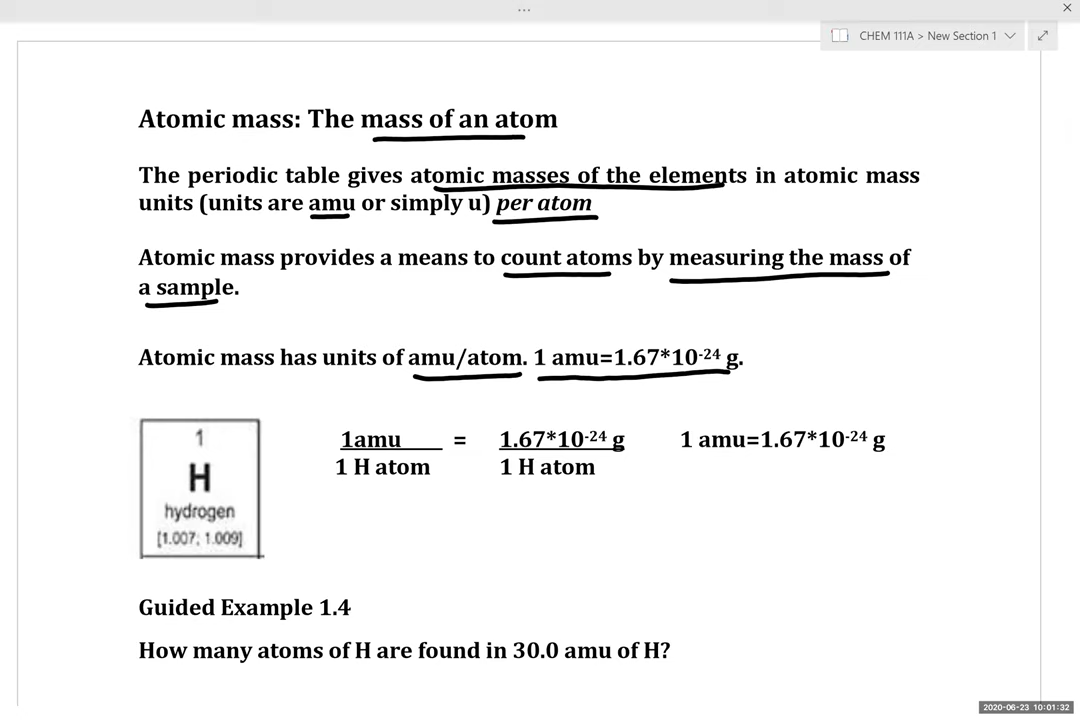 ...
CHEM 111A > New Section 1
Atomic mass: The mass of an atom
The periodic table gives atomic masses of the elements in atomic mass
units (units are amu or simply u) per atom
Atomic mass provides a means to count atoms by measuring the mass of
a sample.
Atomic mass has units of amu/atom. 1 amu=1.67*10⁻²⁴ g.
1
H
hydrogen
[1.007; 1.009]
1amu = 1.67*10⁻²⁴ g 1 amu=1.67*10⁻²⁴ g
1 H atom 1 H atom
Guided Example 1.4
How many atoms of H are found in 30.0 amu of H?
2020-06-23 10:01:32